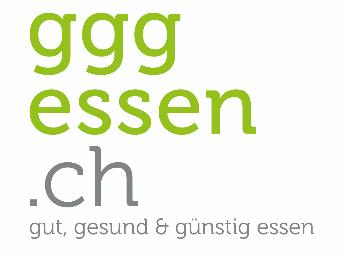 ggg
essen
.ch
gut, gesund & günstig essen